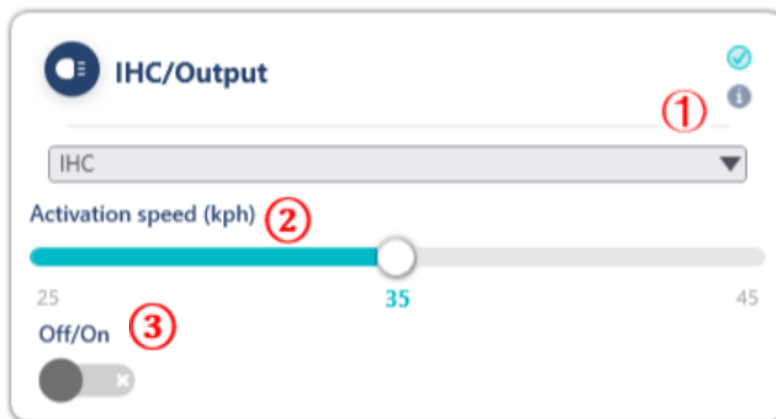 IHC/Output
①
IHC
Activation speed (kph) ②
25 35 45
Off/On ③